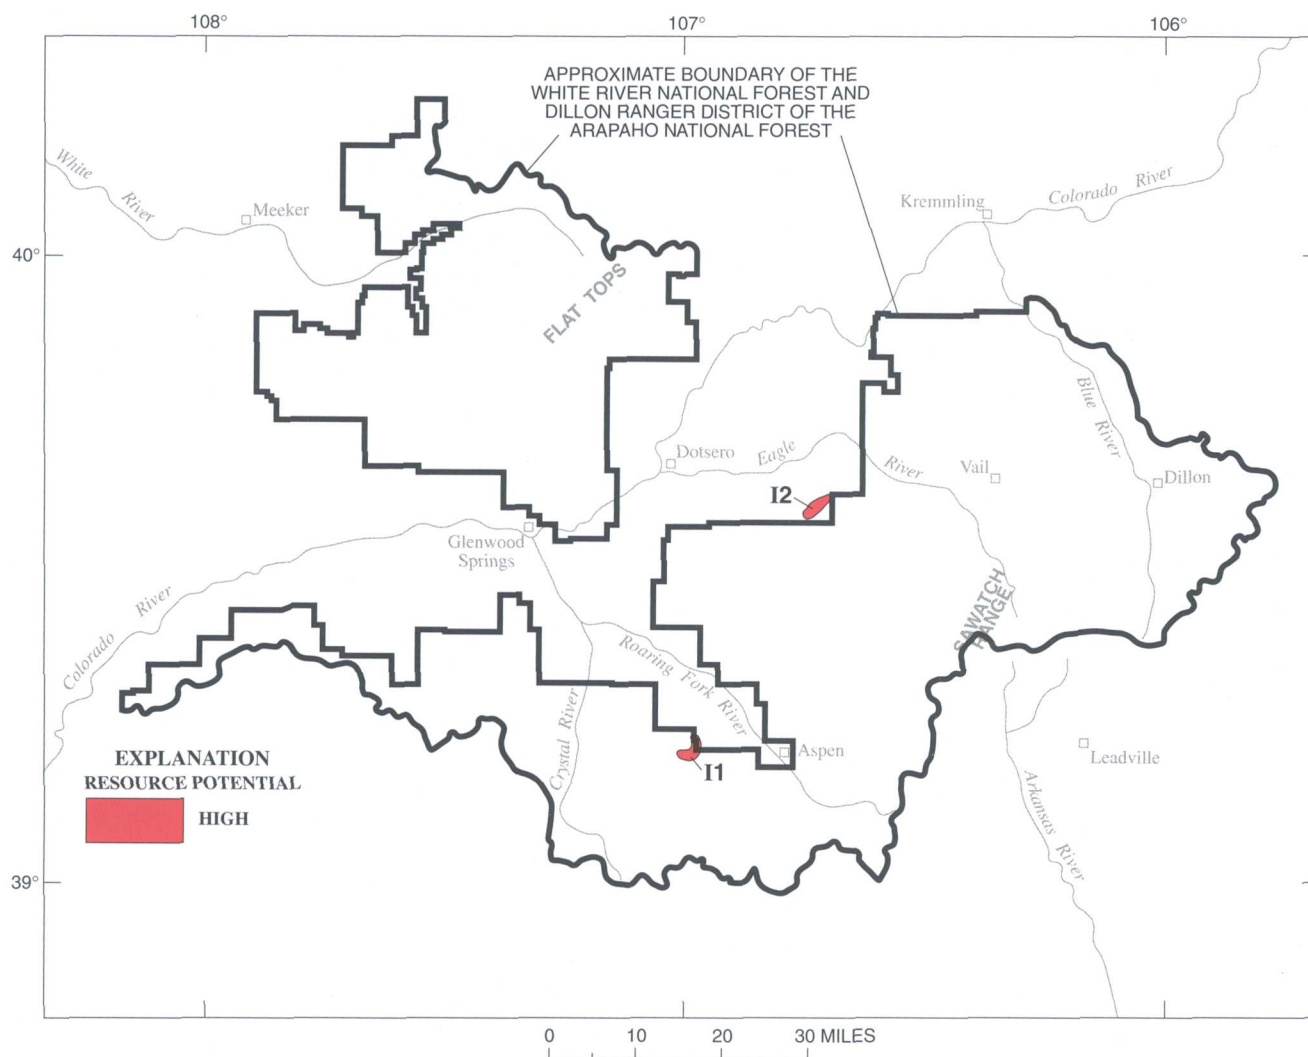 108°
107°
106°
APPROXIMATE BOUNDARY OF THE
WHITE RIVER NATIONAL FOREST AND
DILLON RANGER DISTRICT OF THE
ARAPAHO NATIONAL FOREST
White
River
Meeker
Kremmling
Colorado River
40°
FLAT TOPS
Blue River
Dotsero
Eagle
River
Vail
Dillon
I2
Glenwood
Springs
SAWATCH
RANGE
Colorado River
Roaring Fork River
Crystal River
Aspen
I1
Leadville
Arkansas River
EXPLANATION
RESOURCE POTENTIAL
HIGH
39°
0 10 20 30 MILES